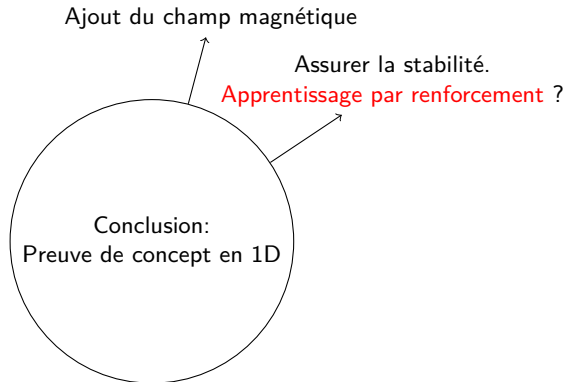 Ajout du champ magnétique
Assurer la stabilité.
Apprentissage par renforcement ?
Conclusion:
Preuve de concept en 1D